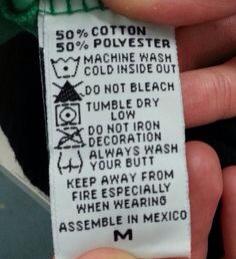 50% COTTON
50% POLYESTER
MACHINE WASH
COLD INSIDE OUT
DO NOT BLEACH
TUMBLE DRY
LOW
DO NOT IRON
DECORATION
ALWAYS WASH
YOUR BUTT
KEEP AWAY FROM
FIRE ESPECIALLY
WHEN WEARING
ASSEMBLE IN MEXICO
M